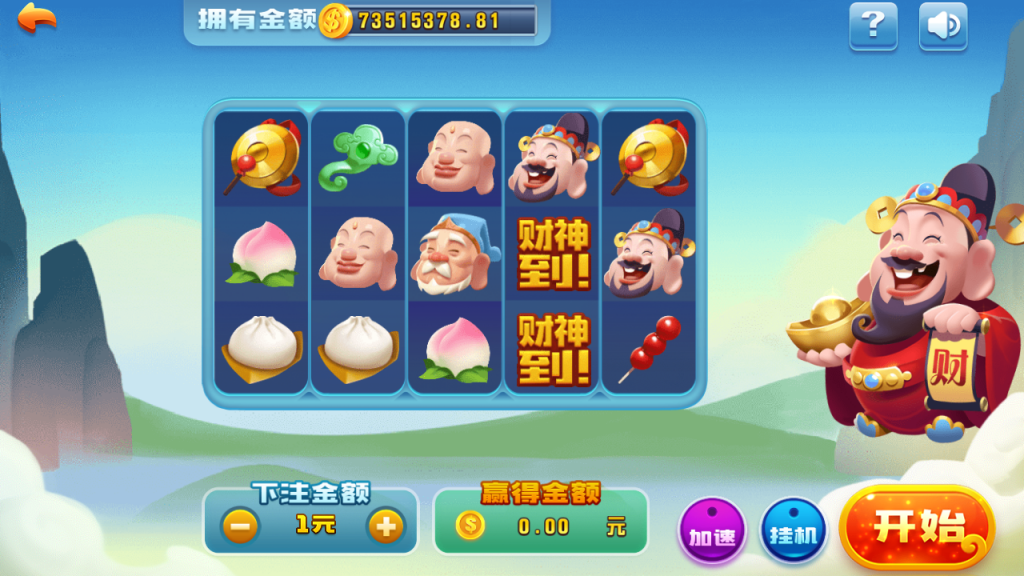 拥有金额 73515378.81
?
财神
到!
财神
到!
财
下注金额
1元
赢得金额
0.00 元
加速
挂机
开始